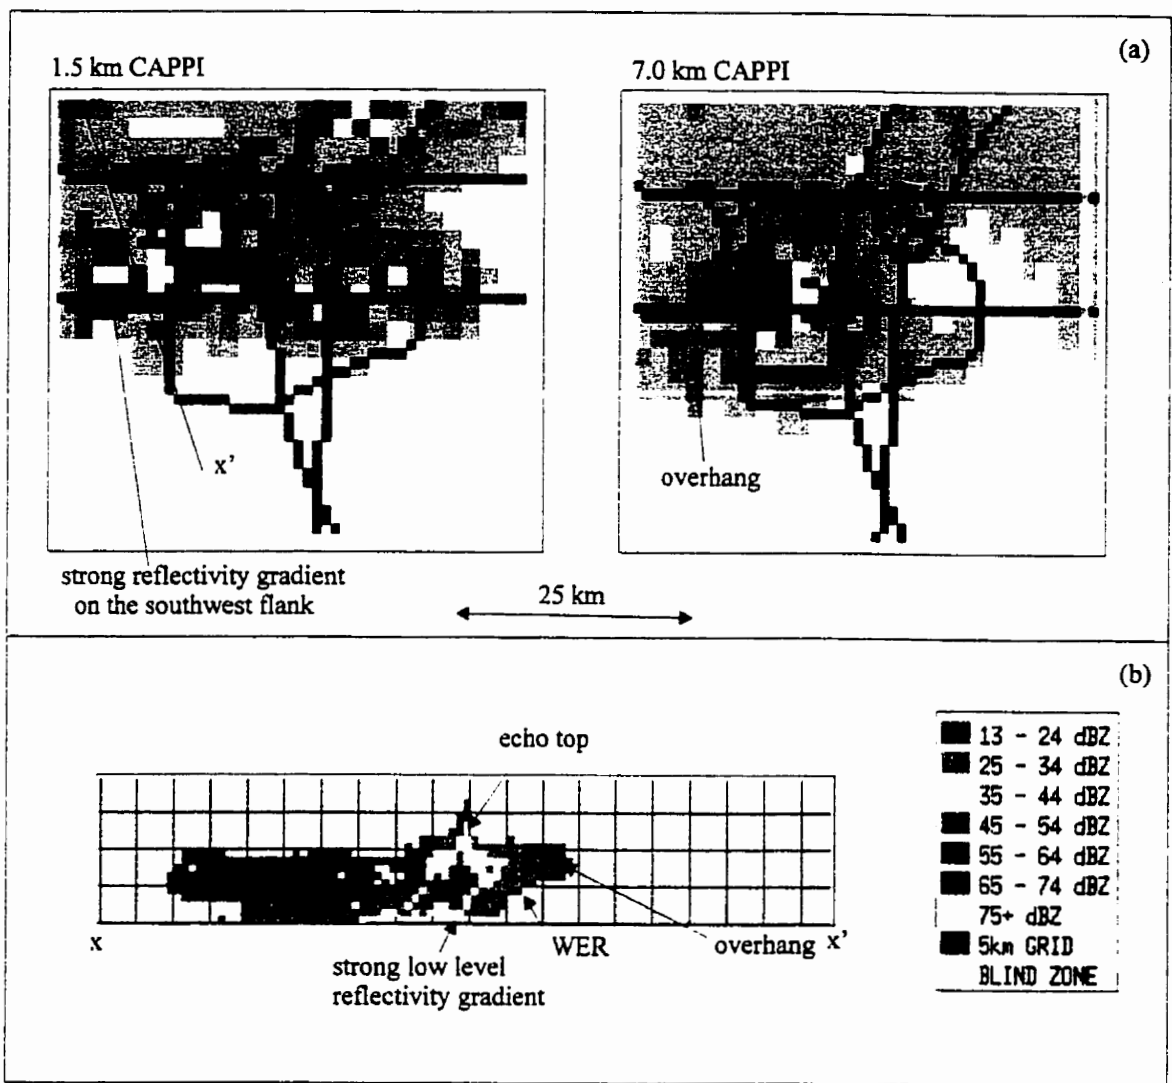 (a)
1.5 km CAPPI
7.0 km CAPPI
x'
overhang
strong reflectivity gradient
on the southwest flank
25 km
(b)
echo top
x
WER
overhang
x'
strong low level
reflectivity gradient
13 - 24 dBZ
25 - 34 dBZ
35 - 44 dBZ
45 - 54 dBZ
55 - 64 dBZ
65 - 74 dBZ
75+ dBZ
5km GRID
BLIND ZONE